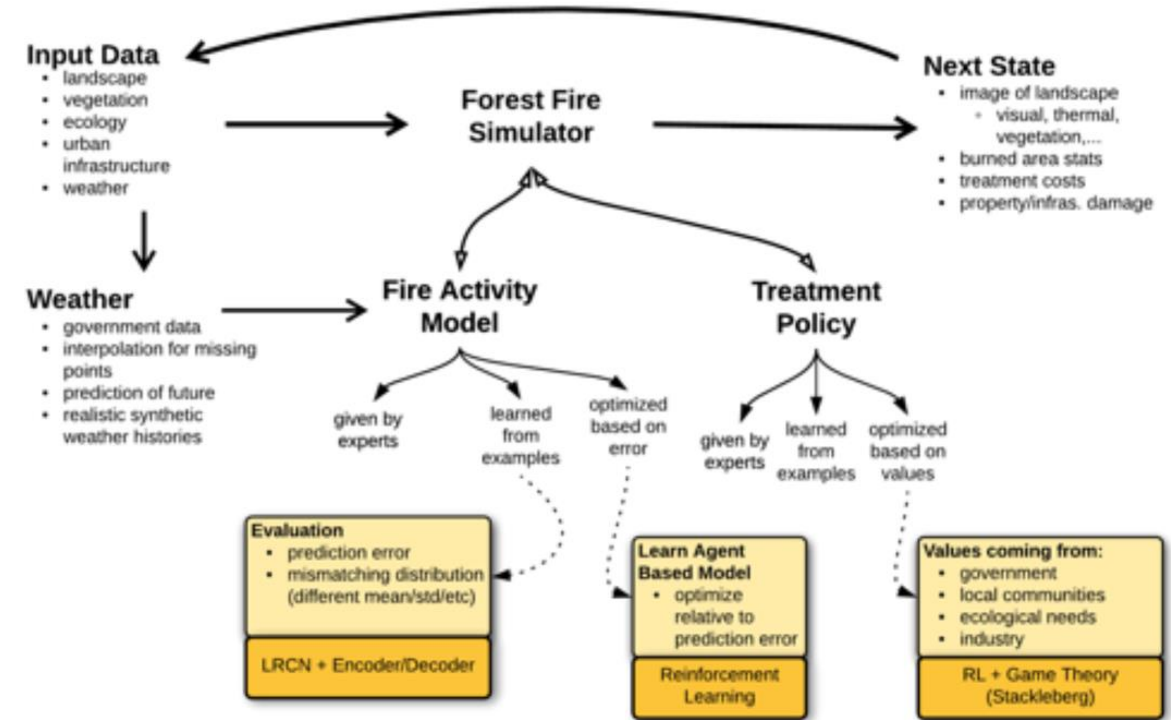 Input Data
• landscape
• vegetation
• ecology
• urban
infrastructure
• weather
Forest Fire
Simulator
Next State
• image of landscape
◦ visual, thermal,
vegetation,...
• burned area stats
• treatment costs
• property/infras. damage
Weather
• government data
• interpolation for missing
points
• prediction of future
• realistic synthetic
weather histories
Fire Activity
Model
given by
experts
learned
from
examples
optimized
based on
error
Treatment
Policy
given by
experts
learned
from
examples
optimized
based on
values
Evaluation
• prediction error
• mismatching distribution
(different mean/std/etc)
LRCN + Encoder/Decoder
Learn Agent
Based Model
• optimize
relative to
prediction error
Reinforcement
Learning
Values coming from:
• government
• local communities
• ecological needs
• industry
RL + Game Theory
(Stackleberg)